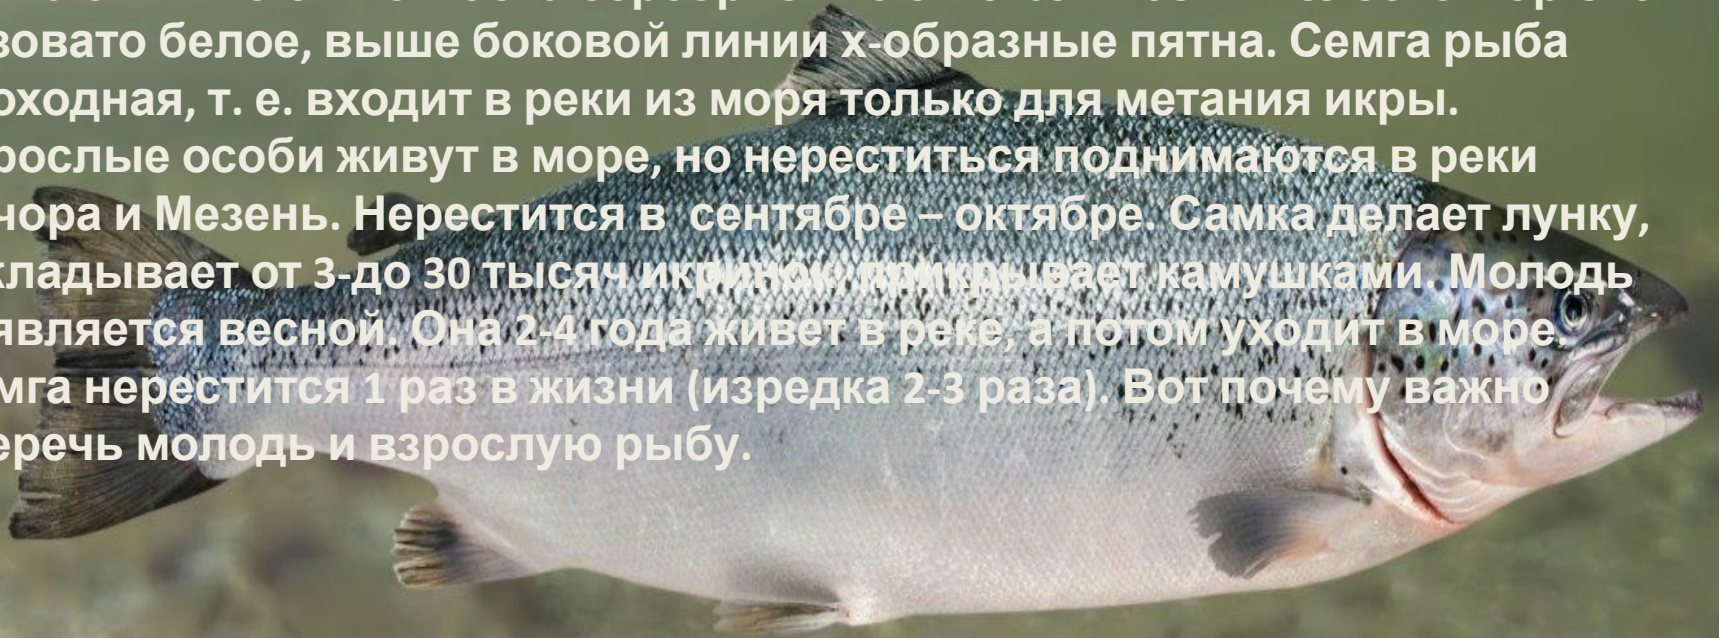 зовато белое, выше боковой линии х-образные пятна. Семга рыба
оходная, т. е. входит в реки из моря только для метания икры.
рослые особи живут в море, но нереститься поднимаются в реки
чора и Мезень. Нерестится в сентябре – октябре. Самка делает лунку,
кладывает от 3-до 30 тысяч икринок, прикрывает камушками. Молодь
является весной. Она 2-4 года живет в реке, а потом уходит в море.
мга нерестится 1 раз в жизни (изредка 2-3 раза). Вот почему важно
еречь молодь и взрослую рыбу.